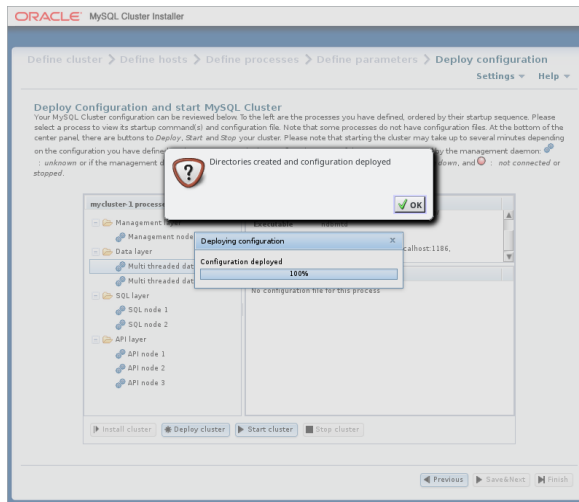 ORACLE MySQL Cluster Installer
Define cluster > Define hosts > Define processes > Define parameters > Deploy configuration
Settings Help
Deploy Configuration and start MySQL Cluster
Your MySQL Cluster configuration can be reviewed below. To the left are the processes you have defined, ordered by their startup sequence. Please
select a process to view its startup command(s) and configuration file. Note that some processes do not have configuration files. At the bottom of the
center panel, there are buttons to Deploy, Start and Stop your cluster. Please note that starting the cluster may take up to several minutes depending
on the configuration you have define by the management daemon:
: unknown or if the management d down, and : not connected or
stopped.
Directories created and configuration deployed
OK
mycluster-1 processe
Management layer
Executable
Management node
Data layer
Multi threaded dat
Multi threaded dat
SQL layer
SQL node 1
SQL node 2
API layer
API node 1
API node 2
API node 3
Deploying configuration x
calhost:1186,
Configuration deployed
100%
No configuration file for this process
Install cluster Deploy cluster Start cluster Stop cluster
Previous Save&Next Finish